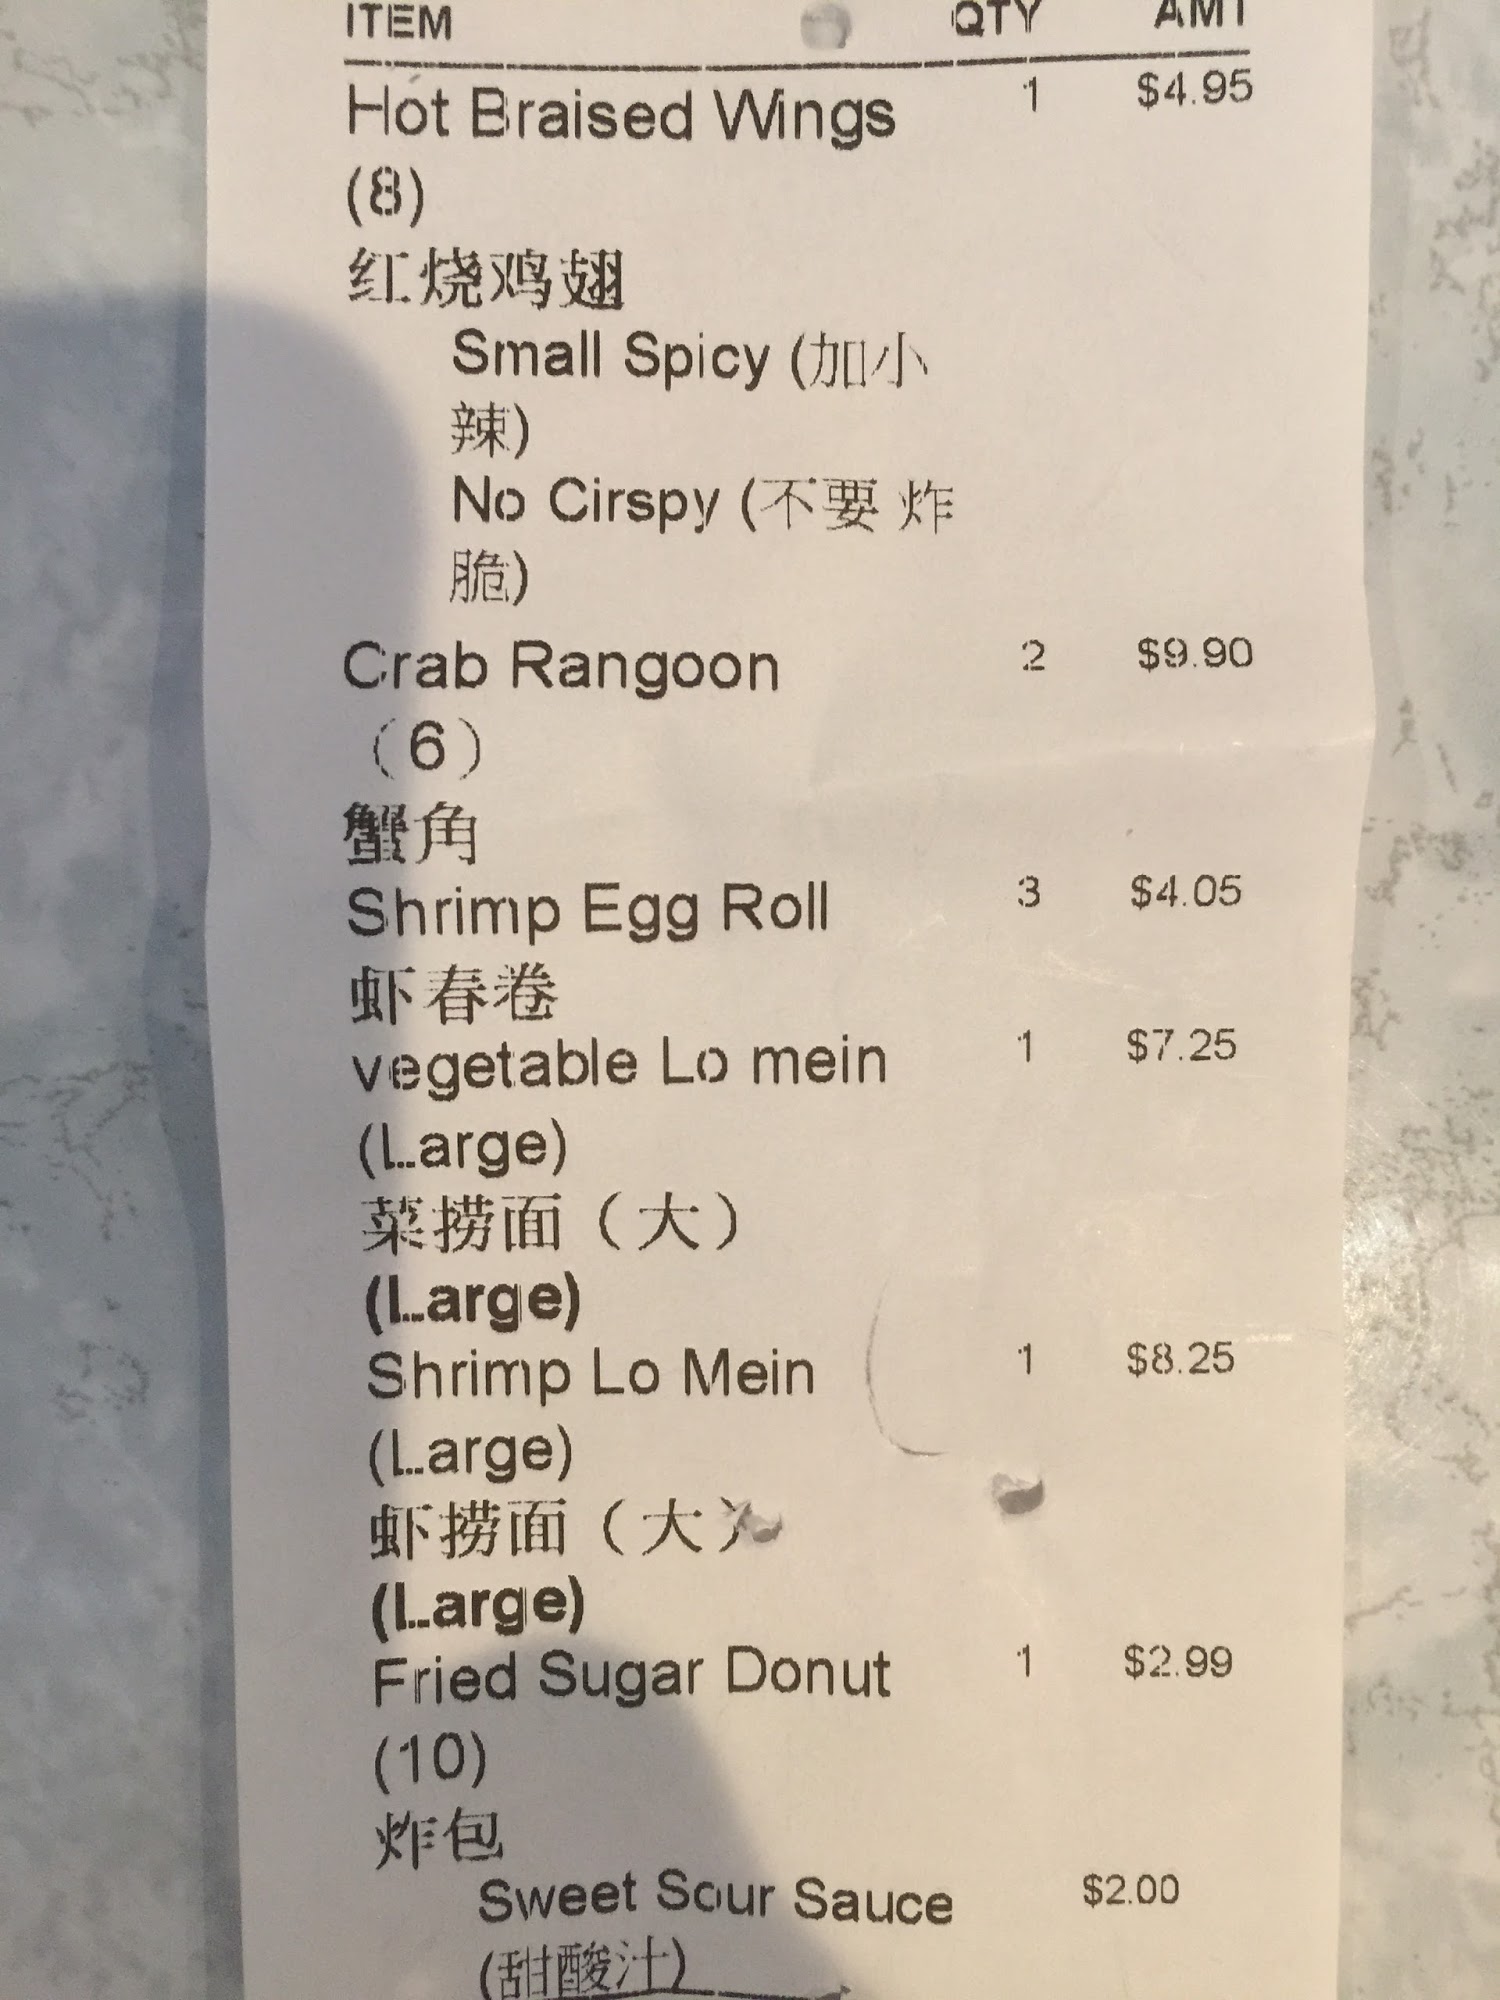 ITEM QTY AMT
Hot Braised Wings 1 $4.95
(8)
红烧鸡翅
Small Spicy (加小
辣)
No Cirspy (不要 炸
脆)
Crab Rangoon 2 $9.90
（6）
蟹角
Shrimp Egg Roll 3 $4.05
虾春卷
vegetable Lo mein 1 $7.25
(Large)
菜捞面（大）
(Large)
Shrimp Lo Mein 1 $8.25
(Large)
虾捞面（大）
(Large)
Fried Sugar Donut 1 $2.99
(10)
炸包
Sweet Sour Sauce $2.00
(甜酸汁)